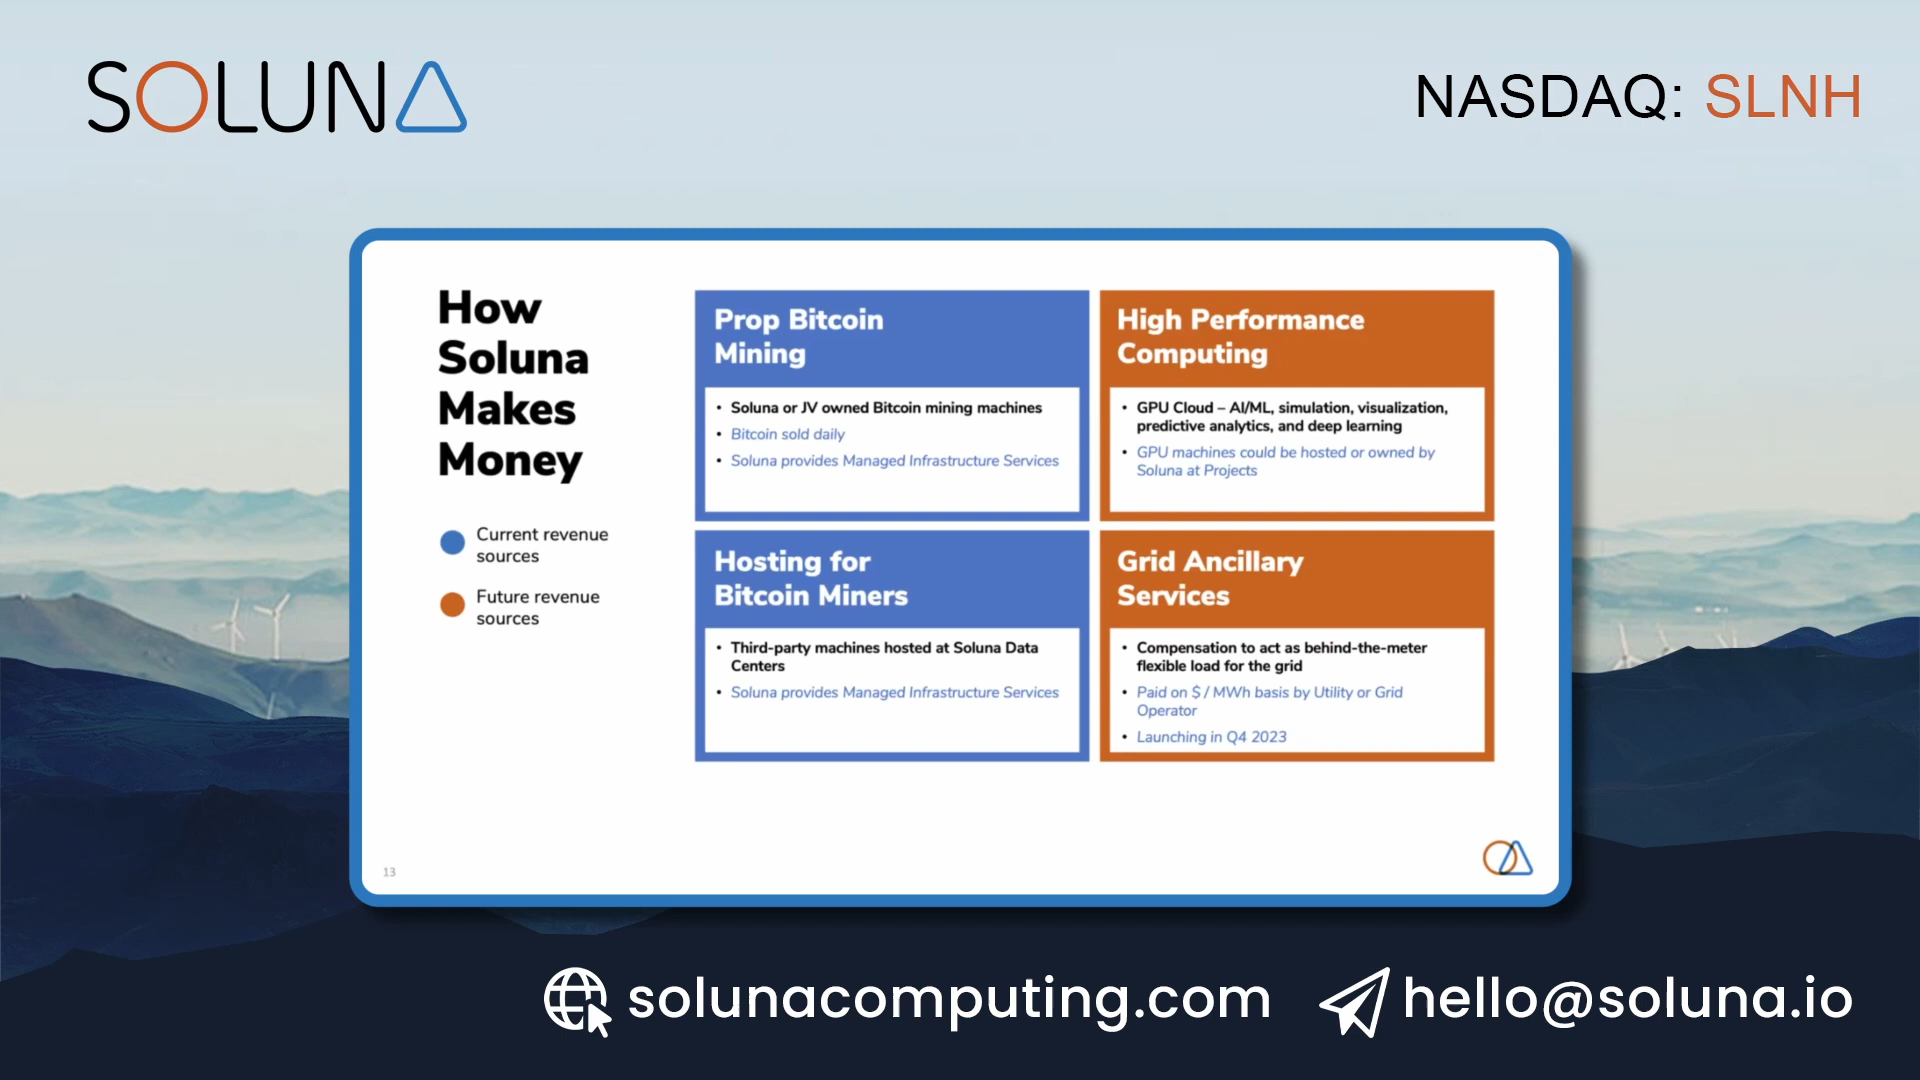 SOLUNA
NASDAQ: SLNH
How
Soluna
Makes
Money
Current revenue
sources
Future revenue
sources
Prop Bitcoin
Mining
• Soluna or JV owned Bitcoin mining machines
• Bitcoin sold daily
• Soluna provides Managed Infrastructure Services
High Performance
Computing
• GPU Cloud – AI/ML, simulation, visualization,
predictive analytics, and deep learning
• GPU machines could be hosted or owned by
Soluna at Projects
Hosting for
Bitcoin Miners
• Third-party machines hosted at Soluna Data
Centers
• Soluna provides Managed Infrastructure Services
Grid Ancillary
Services
• Compensation to act as behind-the-meter
flexible load for the grid
• Paid on $ / MWh basis by Utility or Grid
Operator
• Launching in Q4 2023
13
solunacomputing.com
hello@soluna.io